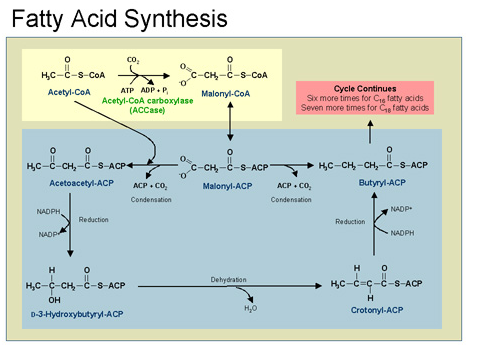 Fatty Acid Synthesis
O
H₃C—C—S—CoA
Acetyl-CoA
CO₂
ATP ADP + Pᵢ
Acetyl-CoA carboxylase
(ACCase)
O O
⁻O C—CH₂—C—S—CoA
Malonyl-CoA
Cycle Continues
Six more times for C₁₆ fatty acids
Seven more times for C₁₈ fatty acids
O O
H₃C—C—CH₂—C—S—ACP
Acetoacetyl-ACP
ACP + CO₂
Condensation
O O
⁻O C—CH₂—C—S—ACP
Malonyl-ACP
ACP + CO₂
Condensation
O
H₃C—CH₂—CH₂—C—S—ACP
Butyryl-ACP
NADPH
Reduction
NADP⁺
NADP⁺
Reduction
NADPH
H O
H₃C—C—CH₂—C—S—ACP
OH
D-3-Hydroxybutyryl-ACP
Dehydration
H₂O
H O
H₃C—C=C—C—S—ACP
H
Crotonyl-ACP